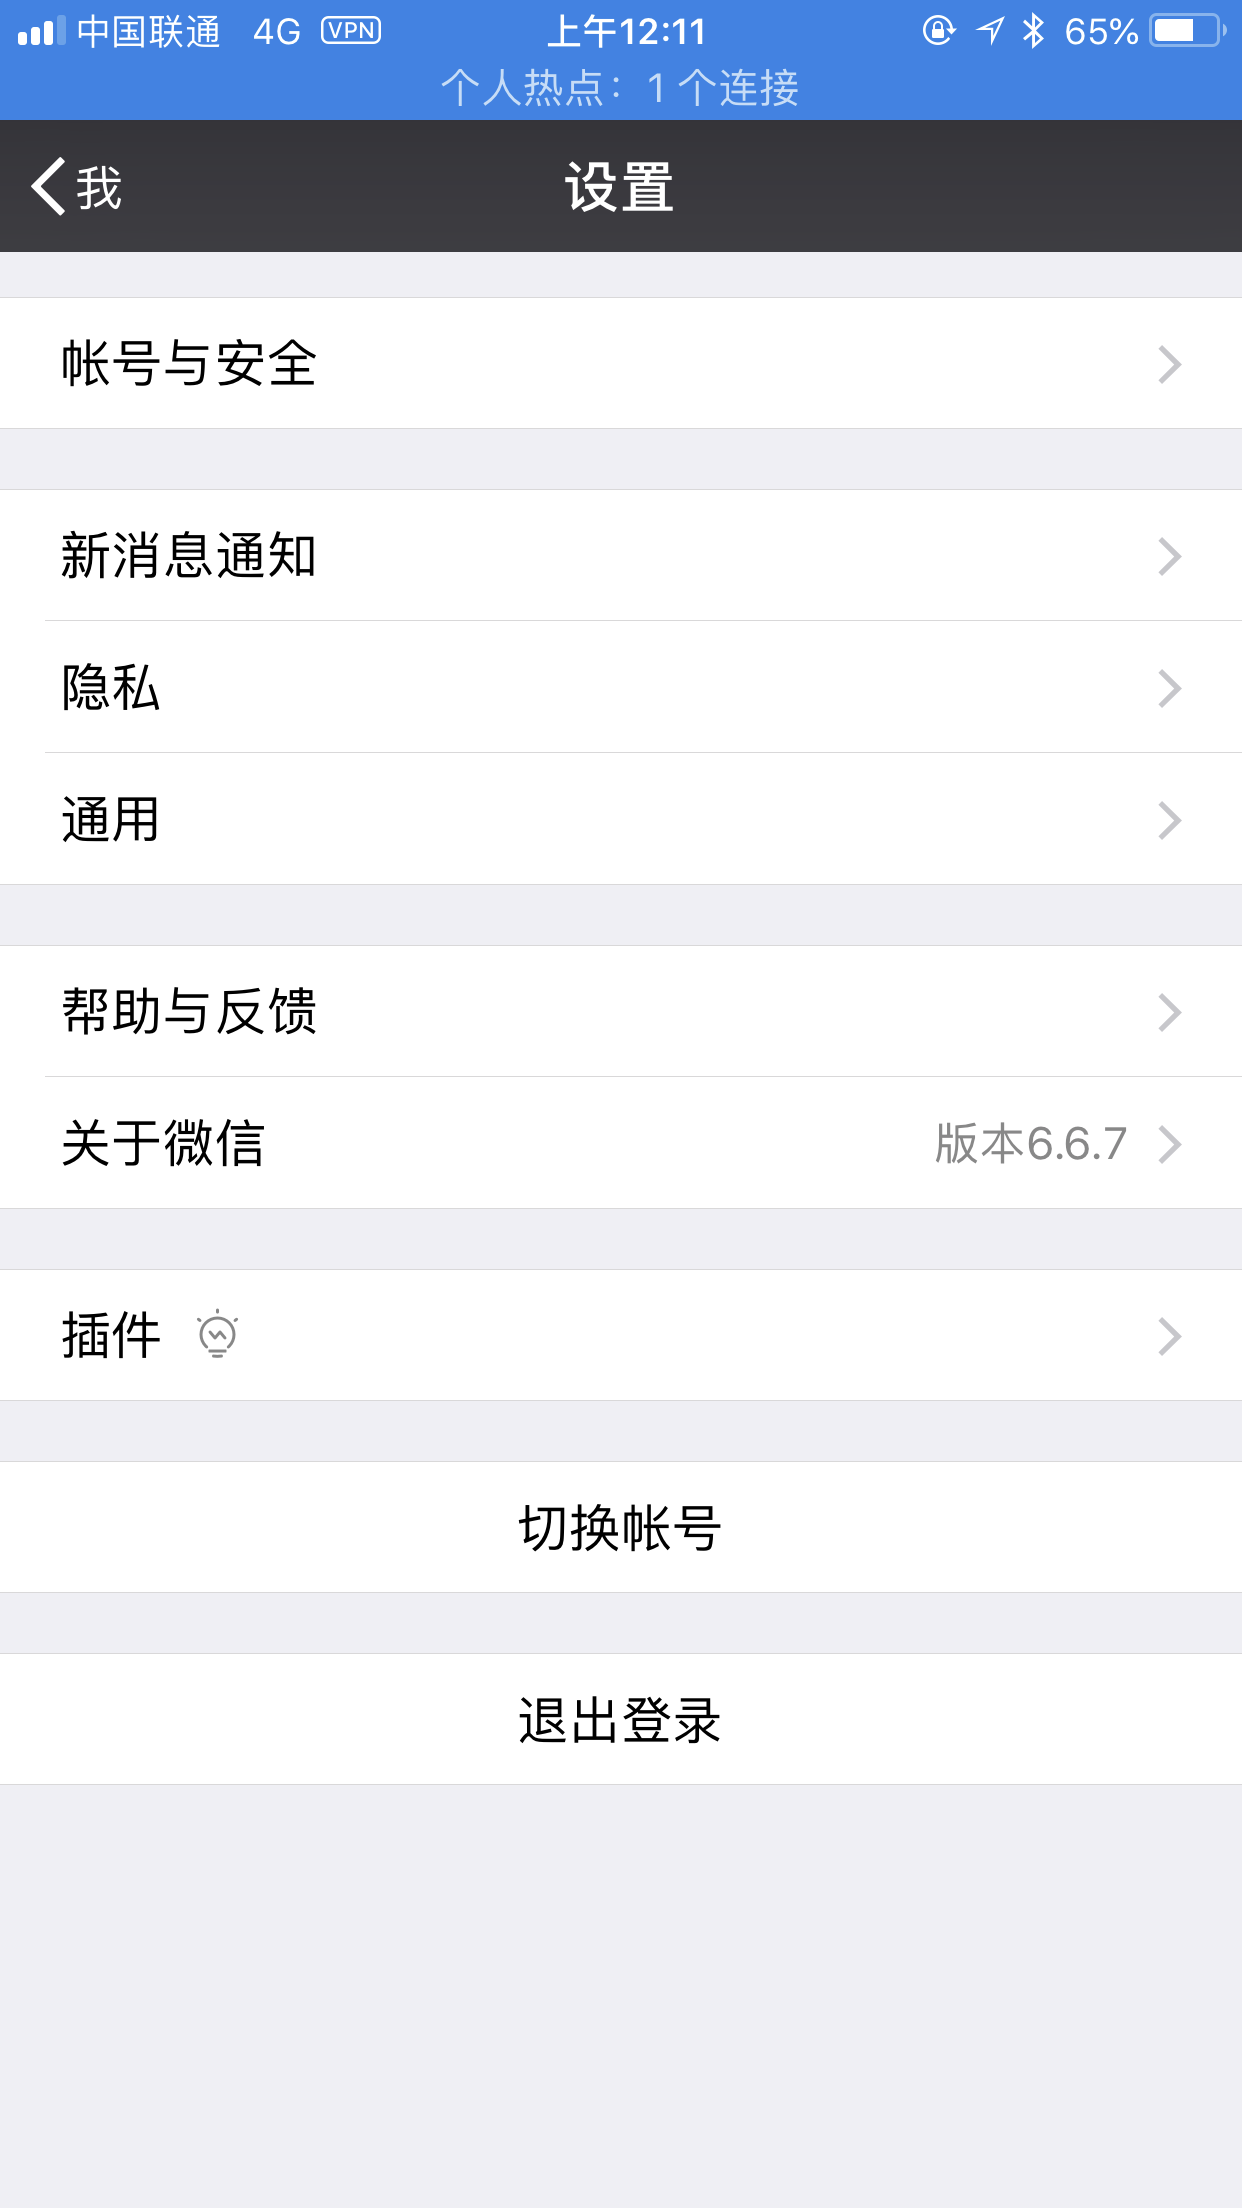 中国联通 4G VPN 上午12:11 65%
个人热点：1 个连接
我 设置
帐号与安全
新消息通知
隐私
通用
帮助与反馈
关于微信 版本6.6.7
插件
切换帐号
退出登录